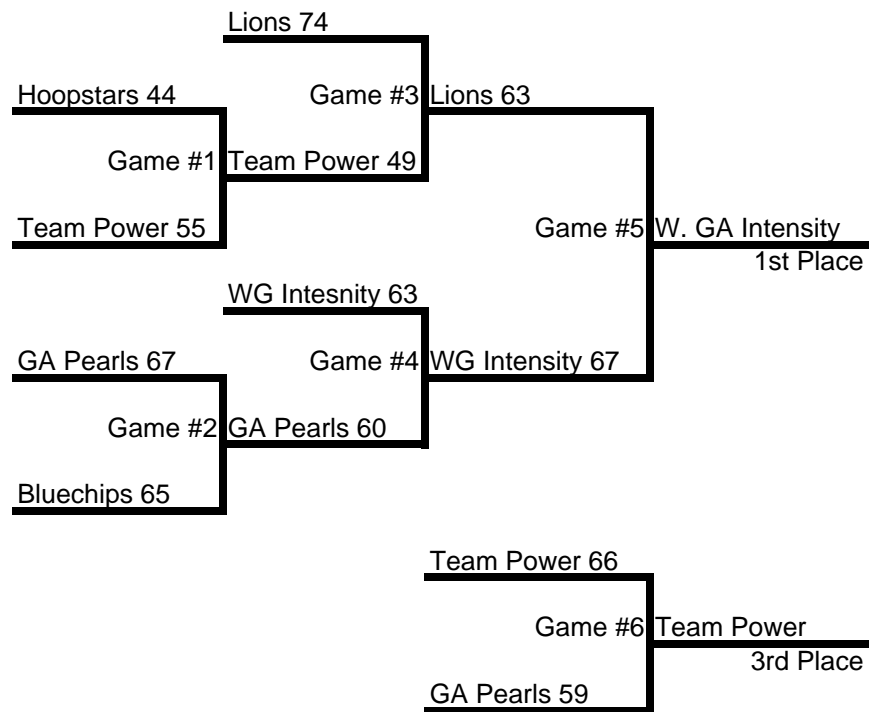 Lions 74
Hoopstars 44
Game #3
Lions 63
Game #1
Team Power 49
Team Power 55
Game #5
W. GA Intensity
1st Place
WG Intesnity 63
GA Pearls 67
Game #4
WG Intensity 67
Game #2
GA Pearls 60
Bluechips 65
Team Power 66
Game #6
Team Power
3rd Place
GA Pearls 59